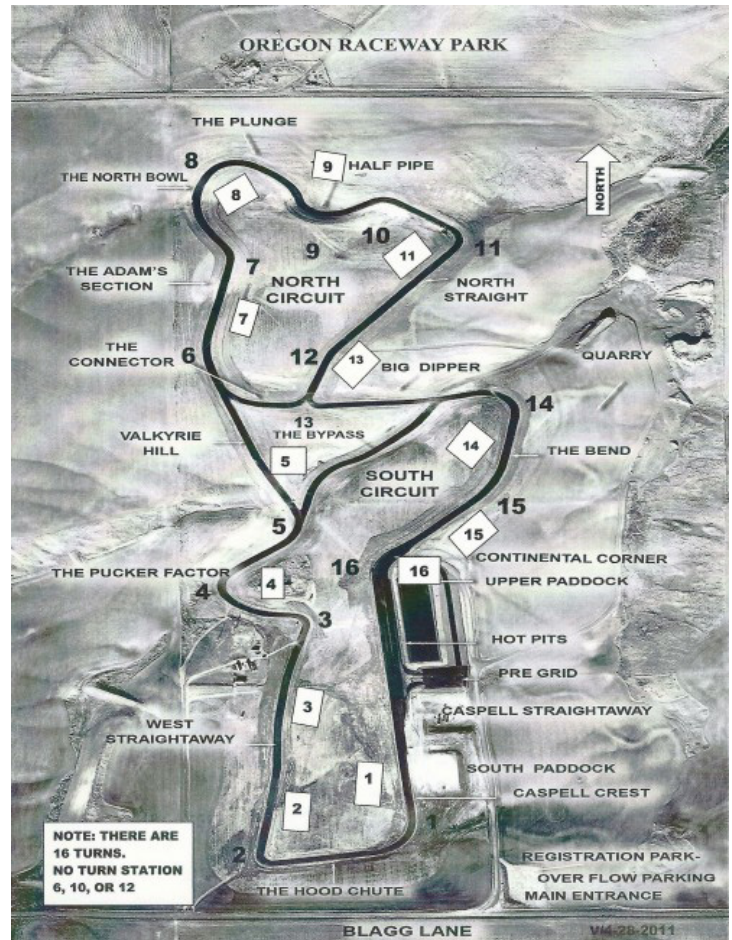 OREGON RACEWAY PARK
THE PLUNGE
8
9
HALF PIPE
THE NORTH BOWL
8
NORTH
10
9
11
11
7
THE ADAM'S
SECTION
NORTH
CIRCUIT
NORTH
STRAIGHT
7
THE
CONNECTOR
6
12
13
BIG DIPPER
QUARRY
14
13
THE BYPASS
VALKYRIE
HILL
5
14
THE BEND
SOUTH
CIRCUIT
15
5
15
CONTINENTAL CORNER
16
16
UPPER PADDOCK
THE PUCKER FACTOR
4
4
3
HOT PITS
PRE GRID
3
CASPELL STRAIGHTAWAY
WEST
STRAIGHTAWAY
1
SOUTH PADDOCK
2
CASPELL CREST
1
NOTE: THERE ARE
16 TURNS.
NO TURN STATION
6, 10, OR 12
2
REGISTRATION PARK-
OVER FLOW PARKING
MAIN ENTRANCE
THE HOOD CHUTE
BLAGG LANE
V/4-28-2011